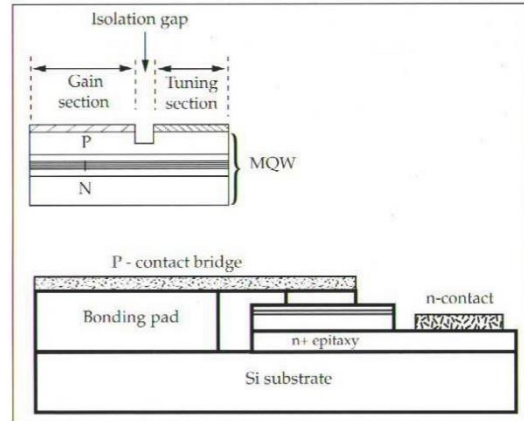 Isolation gap
Gain section
Tuning section
P
MQW
N
P - contact bridge
n-contact
Bonding pad
n+ epitaxy
Si substrate